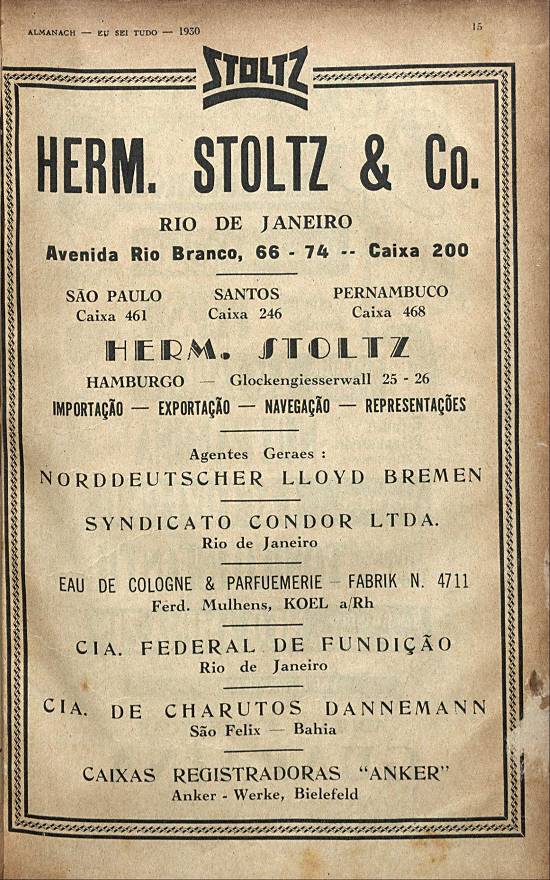 ALMANACH — EU SEI TUDO — 1930
15
STOLTZ
HERM. STOLTZ & Co.
RIO DE JANEIRO
Avenida Rio Branco, 66 - 74 -- Caixa 200
SÃO PAULO SANTOS PERNAMBUCO
Caixa 461 Caixa 246 Caixa 468
HERM. STOLTZ
HAMBURGO — Glockengiesserwall 25 - 26
IMPORTAÇÃO — EXPORTAÇÃO — NAVEGAÇÃO — REPRESENTAÇÕES
Agentes Geraes :
NORDDEUTSCHER LLOYD BREMEN
SYNDICATO CONDOR LTDA.
Rio de Janeiro
EAU DE COLOGNE & PARFUEMERIE — FABRIK N. 4711
Ferd. Mulhens, KOEL a/Rh
CIA. FEDERAL DE FUNDIÇÃO
Rio de Janeiro
CIA. DE CHARUTOS DANNEMANN
São Felix — Bahia
CAIXAS REGISTRADORAS “ANKER”
Anker - Werke, Bielefeld